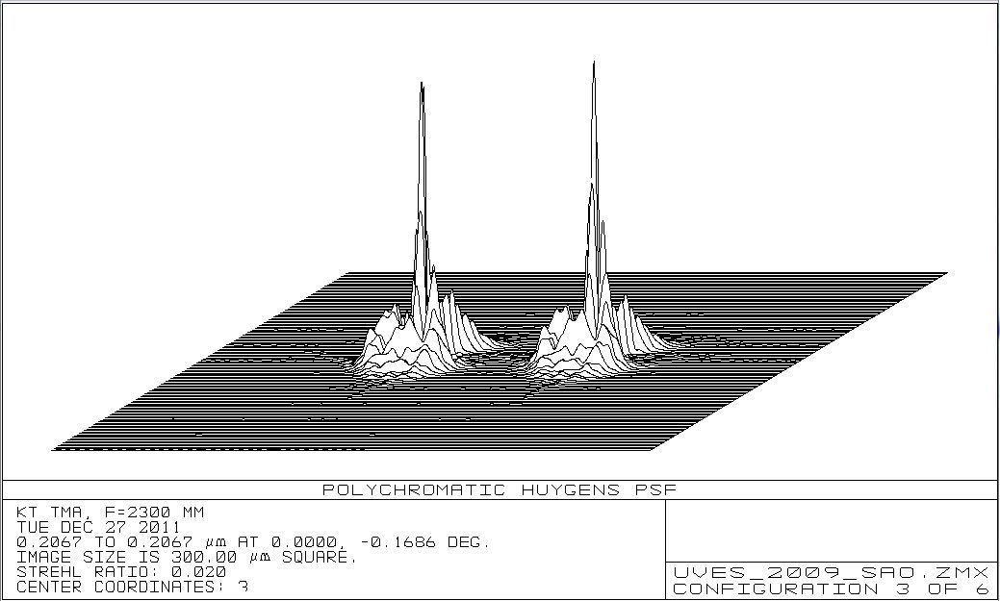 POLYCHROMATIC HUYGENS PSF
KT TMA, F=2300 MM
TUE DEC 27 2011
0.2067 TO 0.2067 µm AT 0.0000, -0.1686 DEG.
IMAGE SIZE IS 300.00 µm SQUARE.
STREHL RATIO: 0.020
CENTER COORDINATES:
UVES_2009_SAO.ZMX
CONFIGURATION 3 OF 6